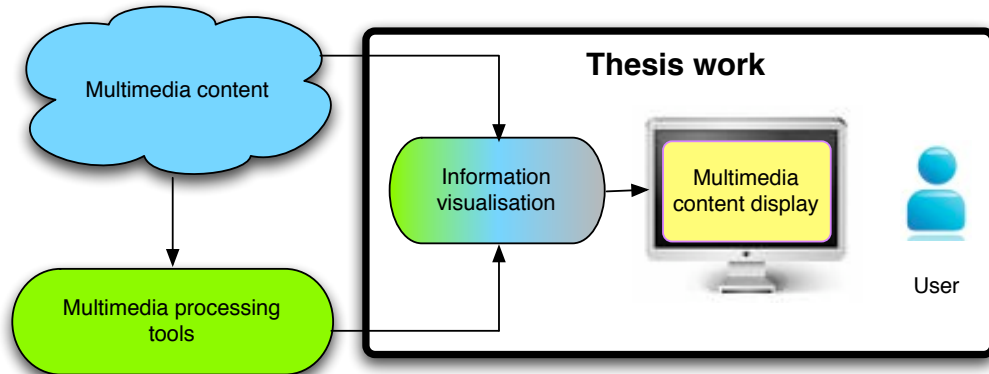 Multimedia content
Thesis work
Information
visualisation
Multimedia
content display
User
Multimedia processing
tools